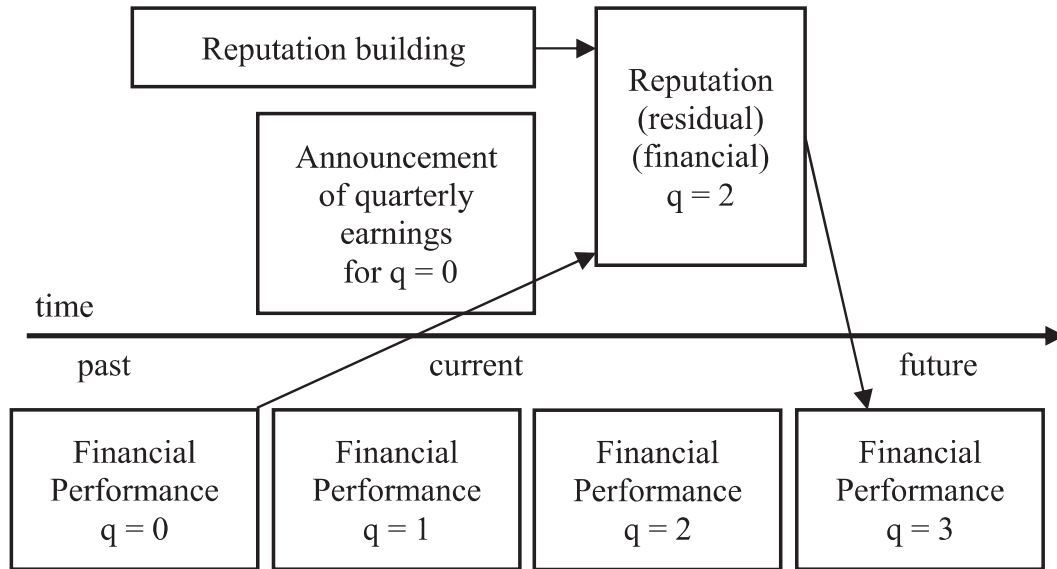 Reputation building
Reputation
(residual)
(financial)
q = 2
Announcement
of quarterly
earnings
for q = 0
time
past
current
future
Financial
Performance
q = 0
Financial
Performance
q = 1
Financial
Performance
q = 2
Financial
Performance
q = 3